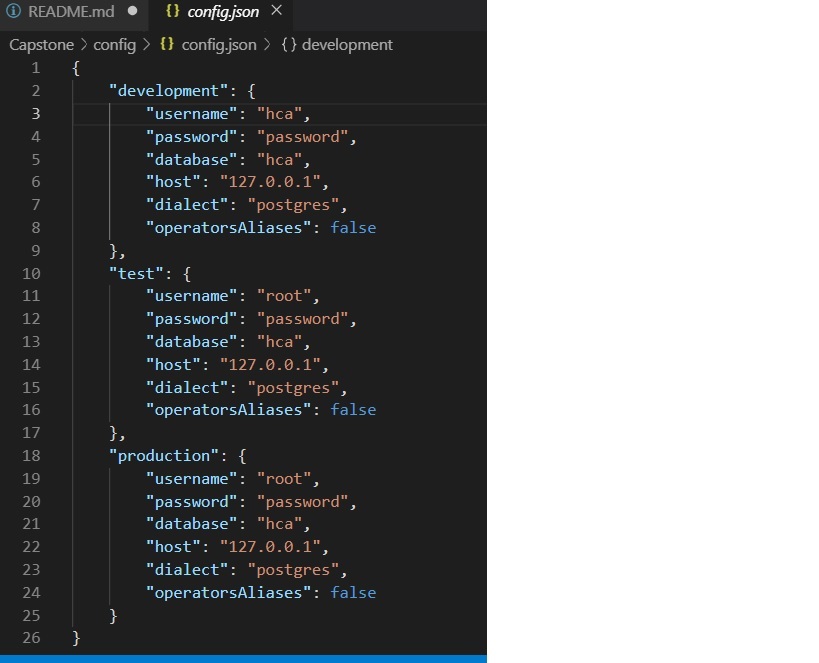 README.md ● {} config.json ×
Capstone > config > {} config.json > {} development
1 {
2 "development": {
3 "username": "hca",
4 "password": "password",
5 "database": "hca",
6 "host": "127.0.0.1",
7 "dialect": "postgres",
8 "operatorsAliases": false
9 },
10 "test": {
11 "username": "root",
12 "password": "password",
13 "database": "hca",
14 "host": "127.0.0.1",
15 "dialect": "postgres",
16 "operatorsAliases": false
17 },
18 "production": {
19 "username": "root",
20 "password": "password",
21 "database": "hca",
22 "host": "127.0.0.1",
23 "dialect": "postgres",
24 "operatorsAliases": false
25 }
26 }